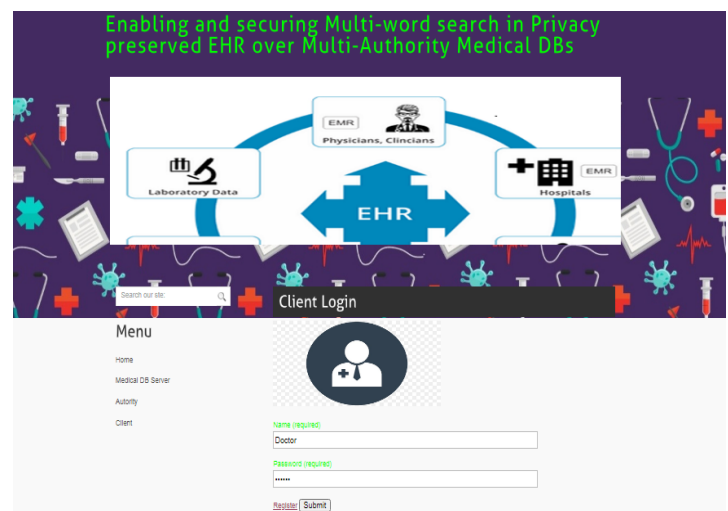 Enabling and securing Multi-word search in Privacy
preserved EHR over Multi-Authority Medical DBs
EMR
Physicians, Clincians
Laboratory Data
EMR
Hospitals
EHR
Search our site:
Client Login
Menu
Home
Medical DB Server
Autority
Client
Name (required)
Doctor
Password (required)
••••••
Register Submit